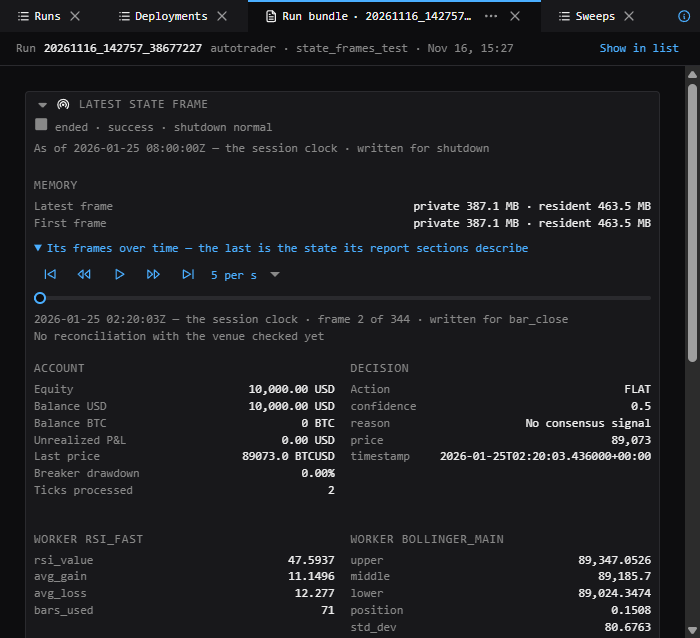 Runs
Deployments
Run bundle · 20261116_142757…
Sweeps
Run 20261116_142757_38677227 autotrader · state_frames_test · Nov 16, 15:27
Show in list
LATEST STATE FRAME
ended · success · shutdown normal
As of 2026-01-25 08:00:00Z — the session clock · written for shutdown
MEMORY
Latest frame private 387.1 MB · resident 463.5 MB
First frame private 387.1 MB · resident 463.5 MB
Its frames over time — the last is the state its report sections describe
5 per s
2026-01-25 02:20:03Z — the session clock · frame 2 of 344 · written for bar_close
No reconciliation with the venue checked yet
ACCOUNT
Equity 10,000.00 USD
Balance USD 10,000.00 USD
Balance BTC 0 BTC
Unrealized P&L 0.00 USD
Last price 89073.0 BTCUSD
Breaker drawdown 0.00%
Ticks processed 2
DECISION
Action FLAT
confidence 0.5
reason No consensus signal
price 89,073
timestamp 2026-01-25T02:20:03.436000+00:00
WORKER RSI_FAST
rsi_value 47.5937
avg_gain 11.1496
avg_loss 12.277
bars_used 71
WORKER BOLLINGER_MAIN
upper 89,347.0526
middle 89,185.7
lower 89,024.3474
position 0.1508
std_dev 80.6763